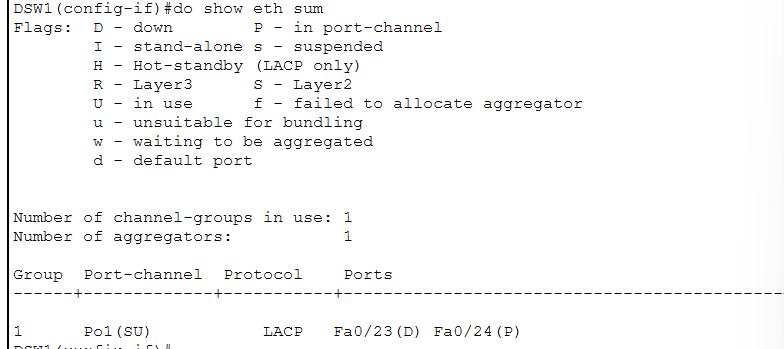 DSW1(config-if)#do show eth sum
Flags:  D - down        P - in port-channel
        I - stand-alone s - suspended
        H - Hot-standby (LACP only)
        R - Layer3      S - Layer2
        U - in use      f - failed to allocate aggregator
        u - unsuitable for bundling
        w - waiting to be aggregated
        d - default port
Number of channel-groups in use: 1
Number of aggregators:           1
Group  Port-channel  Protocol    Ports
------+-------------+-----------+----------------------------------------------
1      Po1(SU)           LACP   Fa0/23(D) Fa0/24(P)